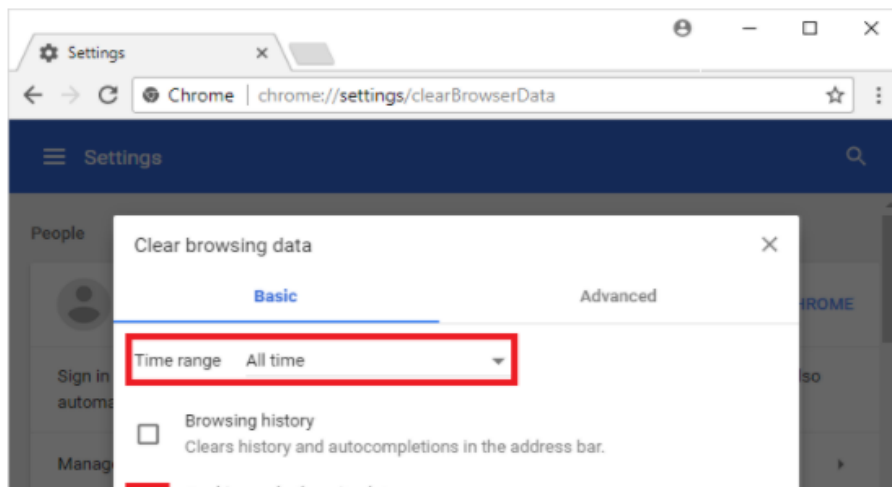 Settings
Chrome | chrome://settings/clearBrowserData
Settings
People
Clear browsing data
Basic Advanced
HROME
Time range All time
Sign in lso
automa
Browsing history
Clears history and autocompletions in the address bar.
Manag